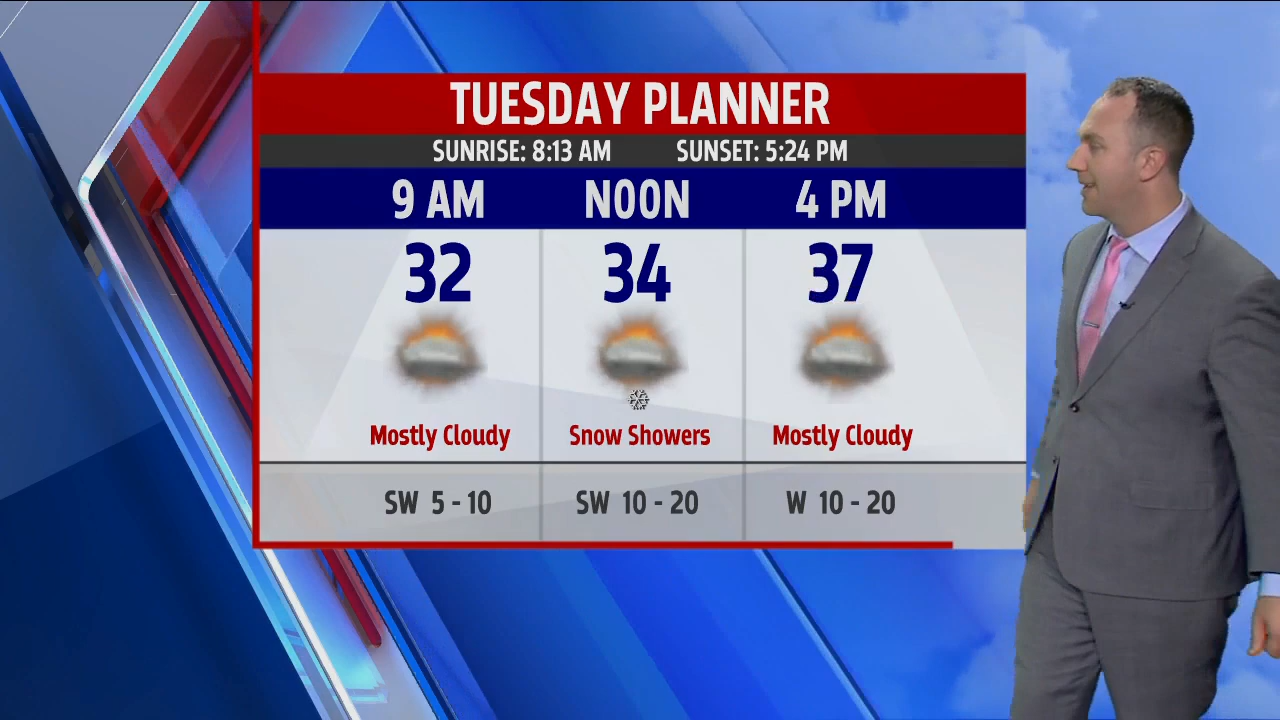 TUESDAY PLANNER
SUNRISE: 8:13 AM SUNSET: 5:24 PM
9 AM NOON 4 PM
32 34 37
Mostly Cloudy Snow Showers Mostly Cloudy
SW 5 - 10 SW 10 - 20 W 10 - 20